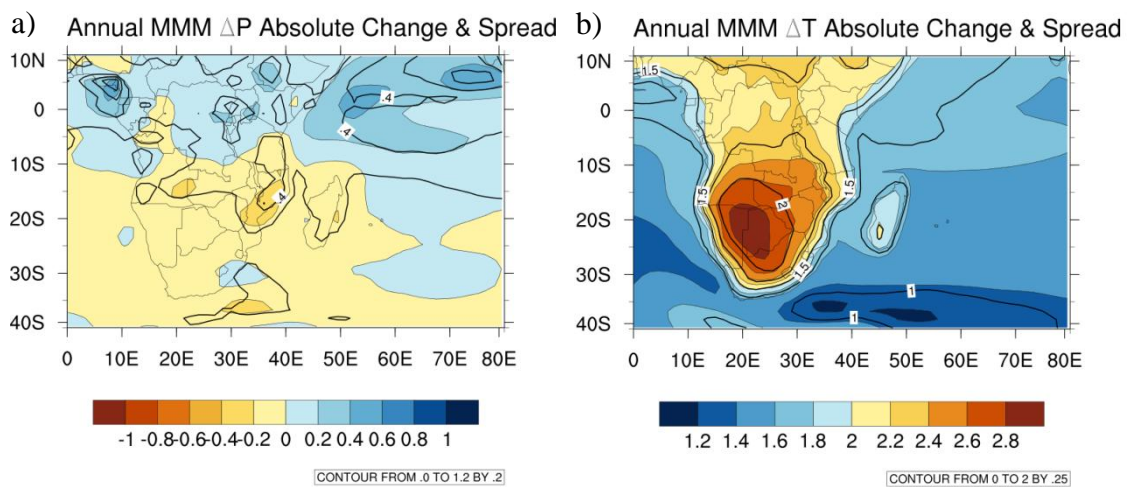 a) Annual MMM ΔP Absolute Change & Spread
10N
0
10S
20S
30S
40S
0 10E 20E 30E 40E 50E 60E 70E 80E
.4
.4
.4
-1 -0.8 -0.6 -0.4 -0.2 0 0.2 0.4 0.6 0.8 1
CONTOUR FROM .0 TO 1.2 BY .2
b) Annual MMM ΔT Absolute Change & Spread
10N
0
10S
20S
30S
40S
0 10E 20E 30E 40E 50E 60E 70E 80E
1.5
1.5
1.5
2
1.5
1
1
1.2 1.4 1.6 1.8 2 2.2 2.4 2.6 2.8
CONTOUR FROM 0 TO 2 BY .25